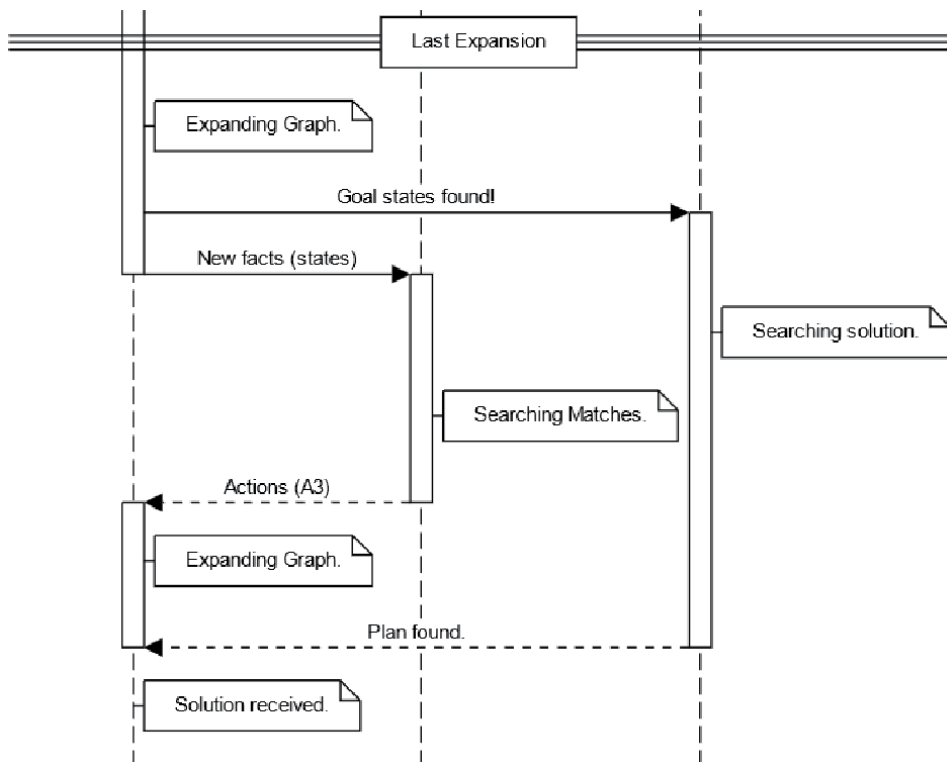 Last Expansion
Expanding Graph.
Goal states found!
New facts (states)
Searching solution.
Searching Matches.
Actions (A3)
Expanding Graph.
Plan found.
Solution received.